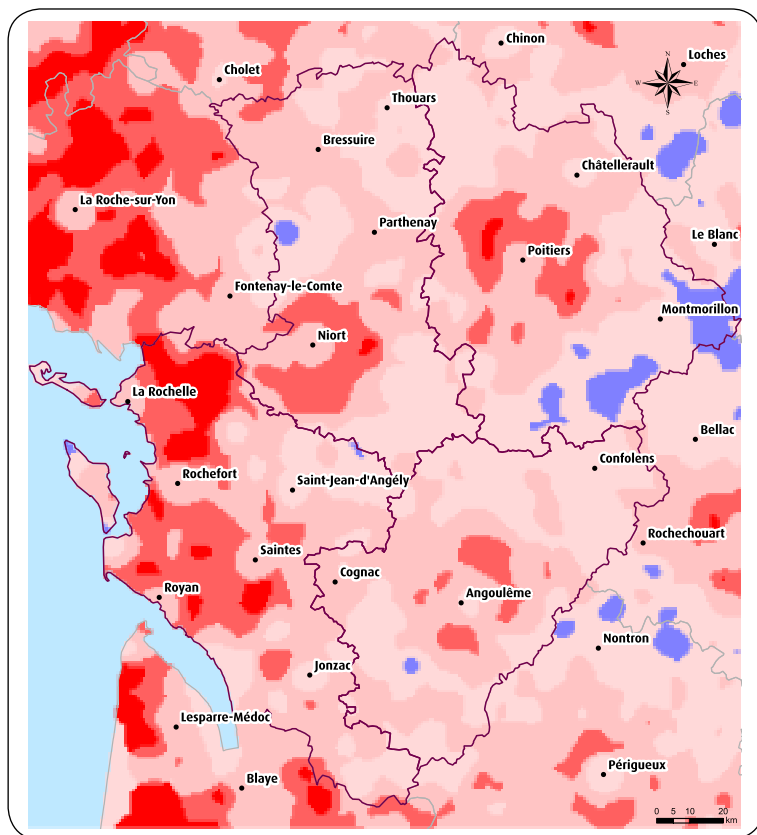 Chinon
Loches
Cholet
N
W E
S
Thouars
Bressuire
Châtellerault
La Roche-sur-Yon
Parthenay
Le Blanc
Poitiers
Fontenay-le-Comte
Montmorillon
Niort
La Rochelle
Bellac
Confolens
Rochefort
Saint-Jean-d'Angély
Rochechouart
Saintes
Cognac
Royan
Angoulême
Nontron
Jonzac
Lesparre-Médoc
Périgueux
Blaye
0 5 10 20
km